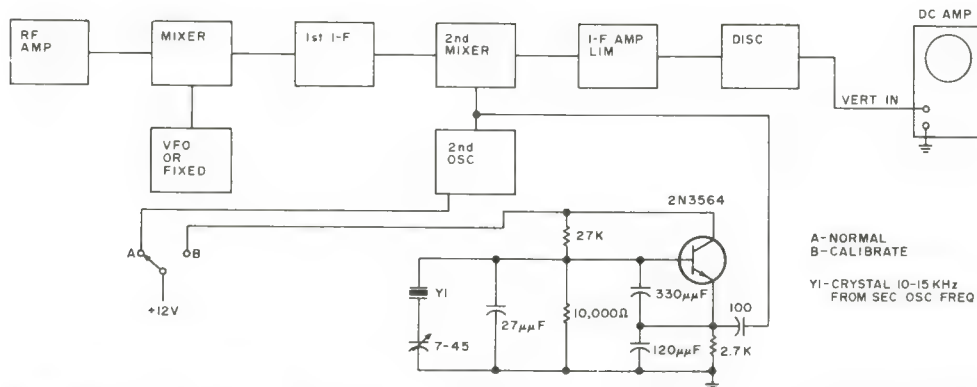 DC AMP
RF
AMP
MIXER
1st I-F
2nd
MIXER
I-F AMP
LIM
DISC
VERT IN
VFO
OR
FIXED
2nd
OSC
2N3564
A
B
+12V
27K
Y1
7-45
27µµF
10,000Ω
330µµF
120µµF
100
2.7K
A-NORMAL
B-CALIBRATE
Y1-CRYSTAL 10-15KHz
FROM SEC OSC FREQ